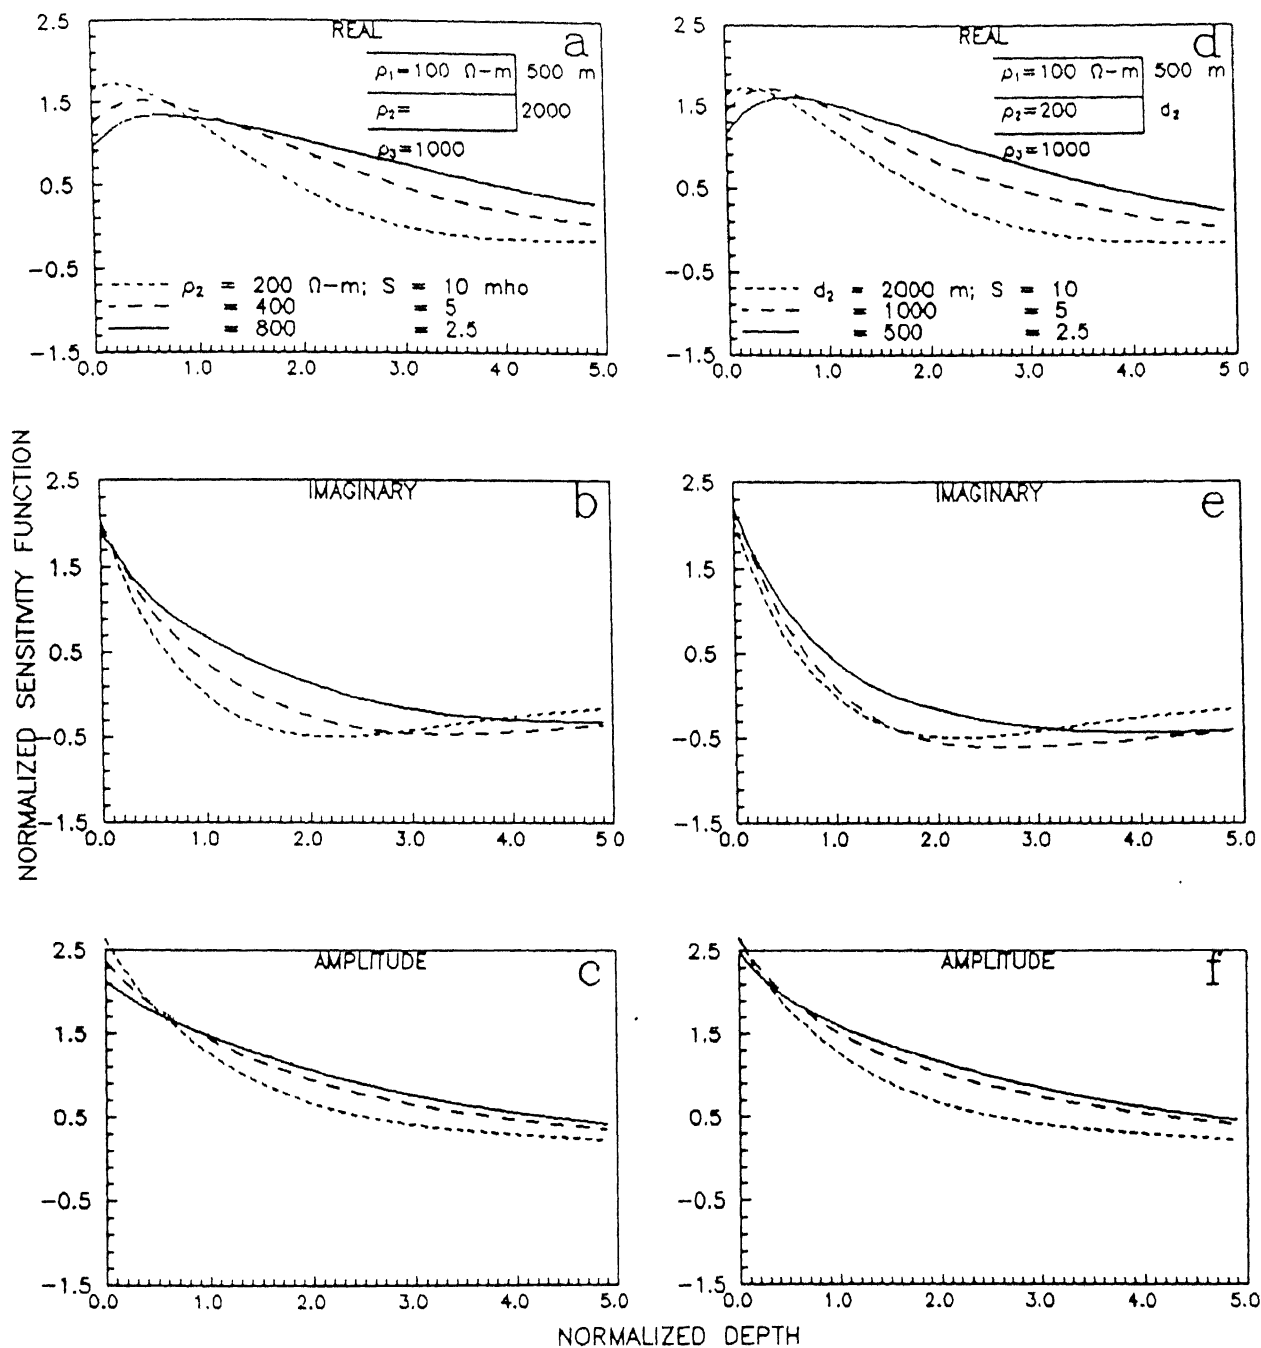 REAL
a
2.5
1.5
0.5
-0.5
-1.5
ρ₁=100 Ω-m 500 m
ρ₂= 2000
ρ₃=1000
ρ₂ = 200 Ω-m; S = 10 mho
= 400 = 5
= 800 = 2.5
0.0 1.0 2.0 3.0 4.0 5.0
REAL
d
2 5
1.5
0.5
-0.5
-1.5
ρ₁=100 Ω-m 500 m
ρ₂=200 d₂
ρ₃=1000
d₂ = 2000 m; S = 10
= 1000 = 5
= 500 = 2.5
0.0 1.0 2.0 3.0 4.0 5.0
NORMALIZED SENSITIVITY FUNCTION
IMAGINARY
b
2.5
1.5
0.5
-0.5
-1.5
0.0 1.0 2.0 3.0 4.0 5.0
IMAGINARY
e
2.5
1.5
0.5
-0.5
-1.5
0.0 1.0 2.0 3.0 4.0 5.0
AMPLITUDE
c
2.5
1.5
0.5
-0.5
-1.5
0.0 1.0 2.0 3.0 4.0 5.0
AMPLITUDE
f
2.5
1.5
0.5
-0.5
-1.5
0.0 1.0 2.0 3.0 4.0 5.0
NORMALIZED DEPTH